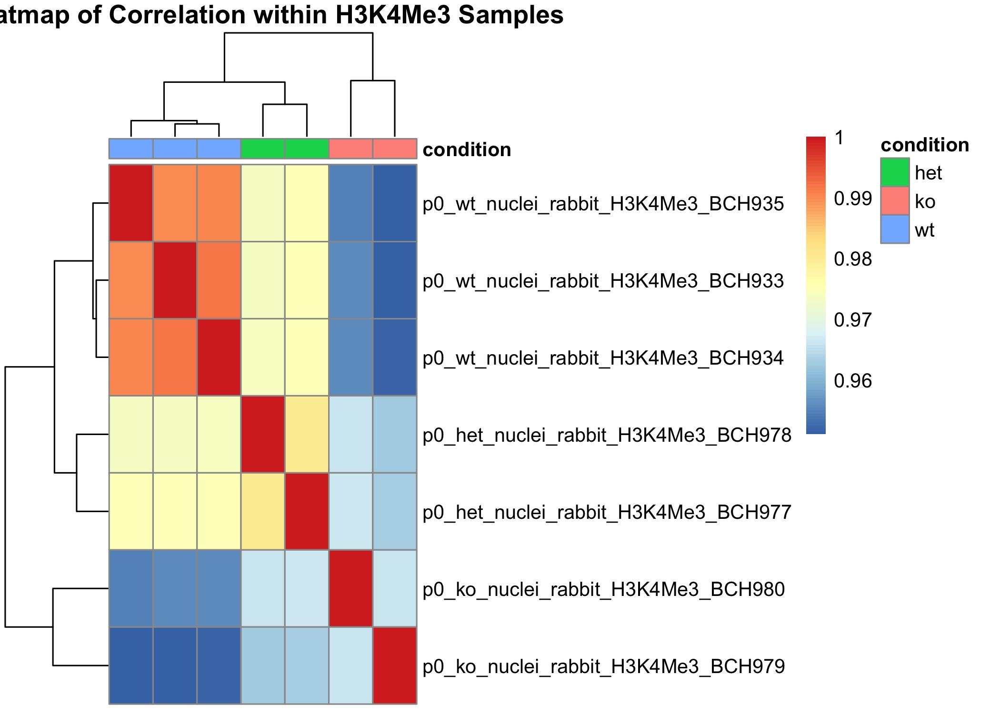 atmap of Correlation within H3K4Me3 Samples
condition
p0_wt_nuclei_rabbit_H3K4Me3_BCH935
p0_wt_nuclei_rabbit_H3K4Me3_BCH933
p0_wt_nuclei_rabbit_H3K4Me3_BCH934
p0_het_nuclei_rabbit_H3K4Me3_BCH978
p0_het_nuclei_rabbit_H3K4Me3_BCH977
p0_ko_nuclei_rabbit_H3K4Me3_BCH980
p0_ko_nuclei_rabbit_H3K4Me3_BCH979
1
0.99
0.98
0.97
0.96
condition
het
ko
wt